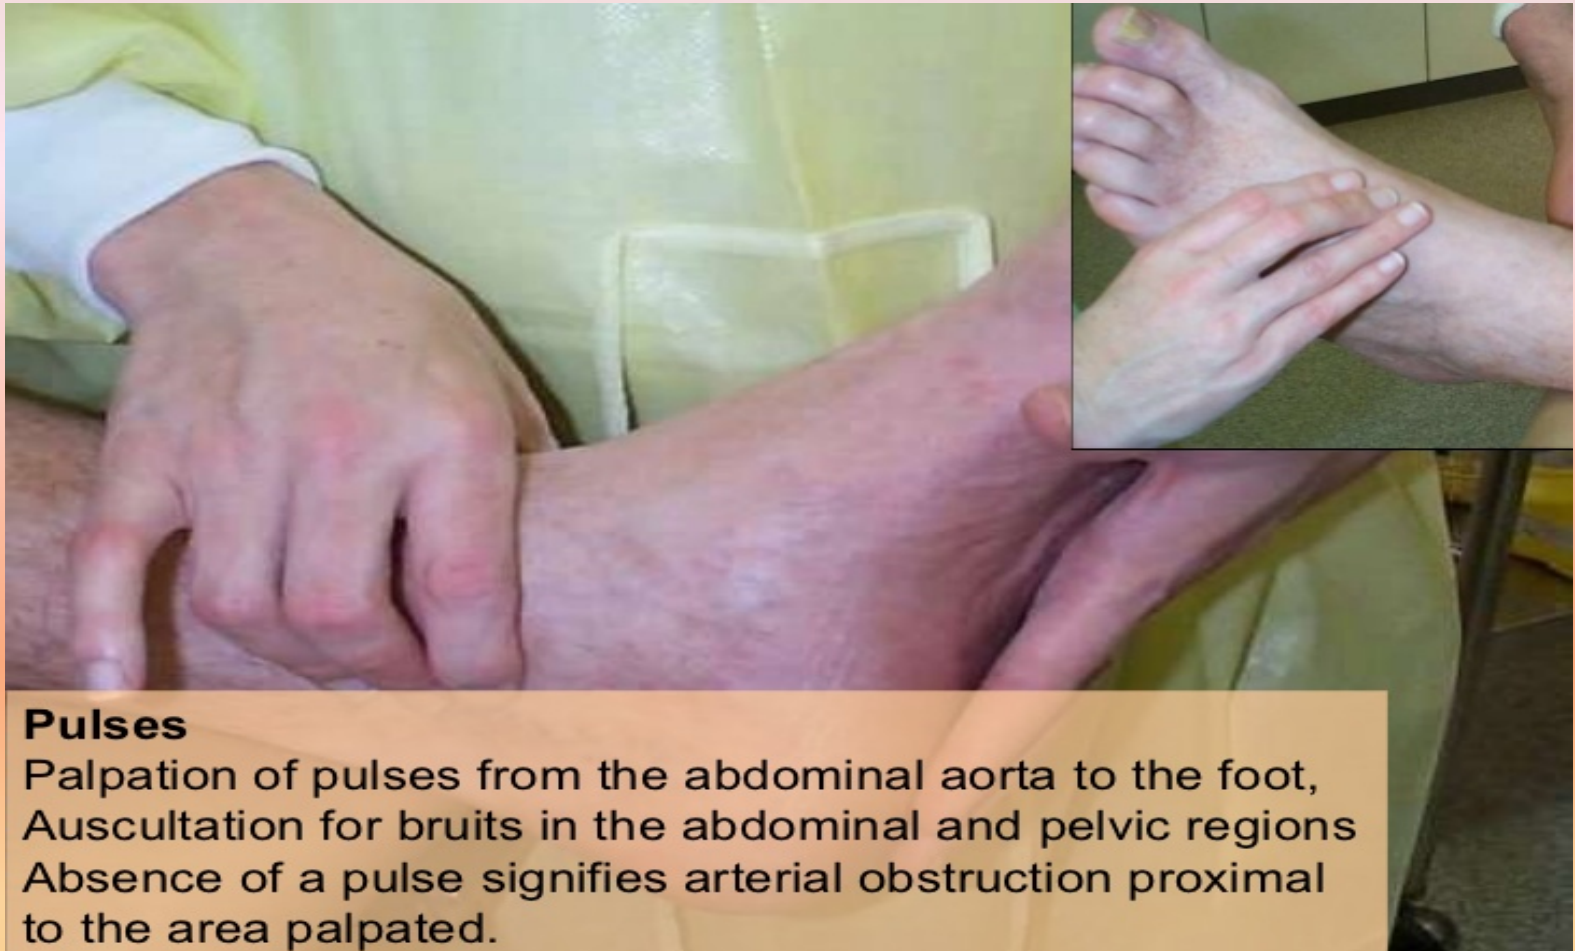 Pulses
Palpation of pulses from the abdominal aorta to the foot,
Auscultation for bruits in the abdominal and pelvic regions
Absence of a pulse signifies arterial obstruction proximal
to the area palpated.